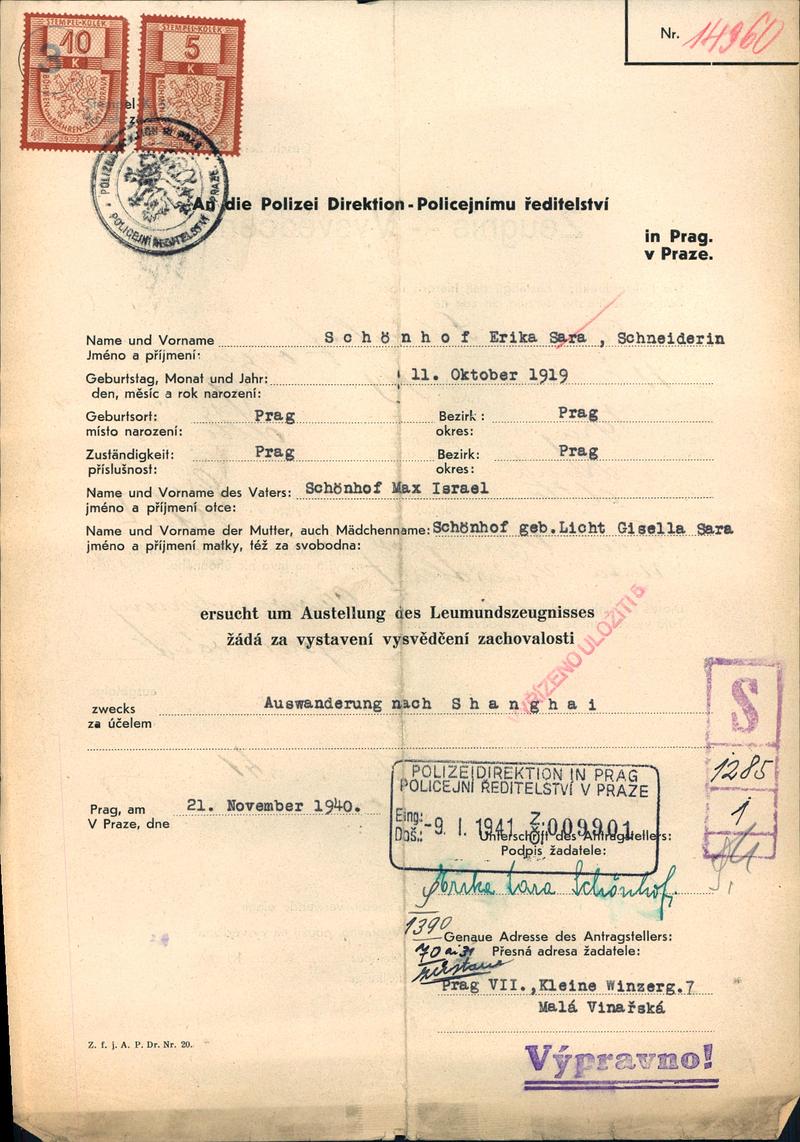 STEMPEL-KOLEK STEMPEL-KOLEK
10 5
K K
Nr. 14960
POLICEJNÍ ŘEDITELSTVÍ V PRAZE
An die Polizei Direktion - Policejnímu ředitelství
in Prag.
v Praze.
Name und Vorname Schönhof Erika Sara, Schneiderin
Jméno a příjmení:
Geburtstag, Monat und Jahr: 11. Oktober 1919
den, měsíc a rok narození:
Geburtsort: Prag Bezirk: Prag
místo narození: okres:
Zuständigkeit: Prag Bezirk: Prag
příslušnost: okres:
Name und Vorname des Vaters: Schönhof Max Israel
jméno a příjmení otce:
Name und Vorname der Mutter, auch Mädchenname: Schönhof geb.Licht Gisella Sara
jméno a příjmení matky, též za svobodna:
ersucht um Austellung des Leumundszeugnisses
žádá za vystavení vysvědčení zachovalosti
VYŘÍZENO ULOŽITI
S
zwecks Auswanderung nach Shanghai
za účelem
1285
1
POLIZEIDIREKTION IN PRAG
POLICEJNÍ ŘEDITELSTVÍ V PRAZE
Prag, am 21. November 1940.
V Praze, dne
Eing.:
Doš.: -9. I. 1941 009901
Unterschrift des Antragstellers:
Podpis žadatele:
Erika Sara Schönhof
1390
Genaue Adresse des Antragstellers:
Přesná adresa žadatele:
Prag VII., Kleine Winzerg.7
Malá Vinařská
Z. f. j. A. P. Dr. Nr. 20.
Výpravno!